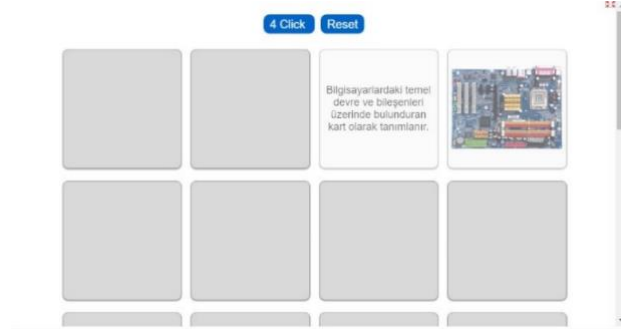 4 Click Reset
Bilgisayarlardaki temel
devre ve bileşenleri
üzerinde bulunduran
kart olarak tanımlanır.